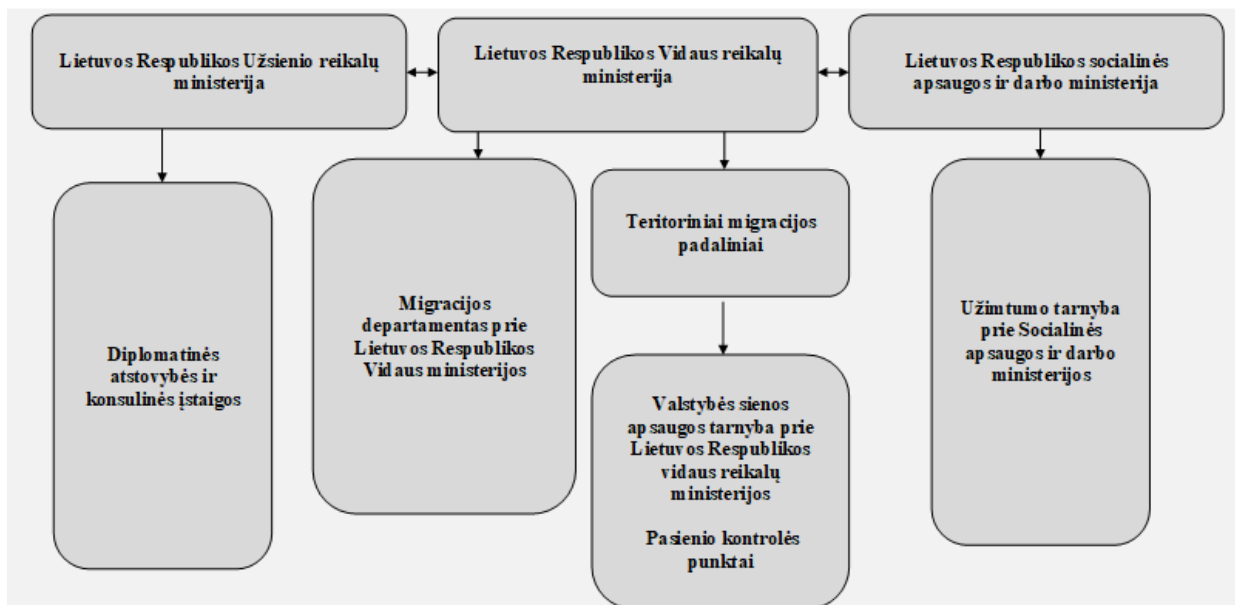 Lietuvos Respublikos Užsienio reikalų
ministerija
Lietuvos Respublikos Vidaus reikalų
ministerija
Lietuvos Respublikos socialinės
apsaugos ir darbo ministerija
Diplomatinės
atstovybės ir
konsulinės įstaigos
Migracijos
departamentas prie
Lietuvos Respublikos
Vidaus ministerijos
Teritoriniai migracijos
padaliniai
Valstybės sienos
apsaugos tarnyba prie
Lietuvos Respublikos
vidaus reikalų
ministerijos
Pasienio kontrolės
punktai
Užimtumo tarnyba
prie Socialinės
apsaugos ir darbo
ministerijos